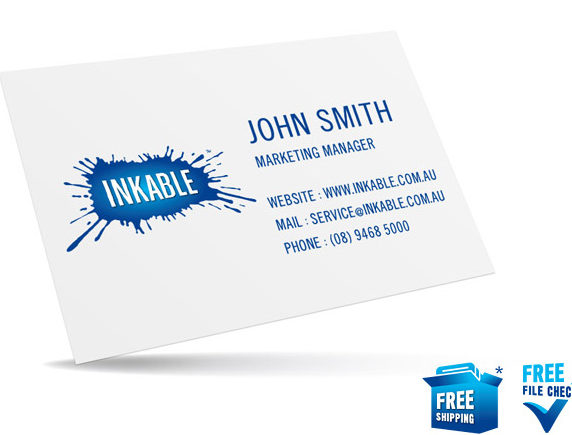 JOHN SMITH
MARKETING MANAGER
INKABLE™
WEBSITE : WWW.INKABLE.COM.AU
MAIL : SERVICE@INKABLE.COM.AU
PHONE : (08) 9468 5000
FREE
SHIPPING
*
FREE
FILE CHEC